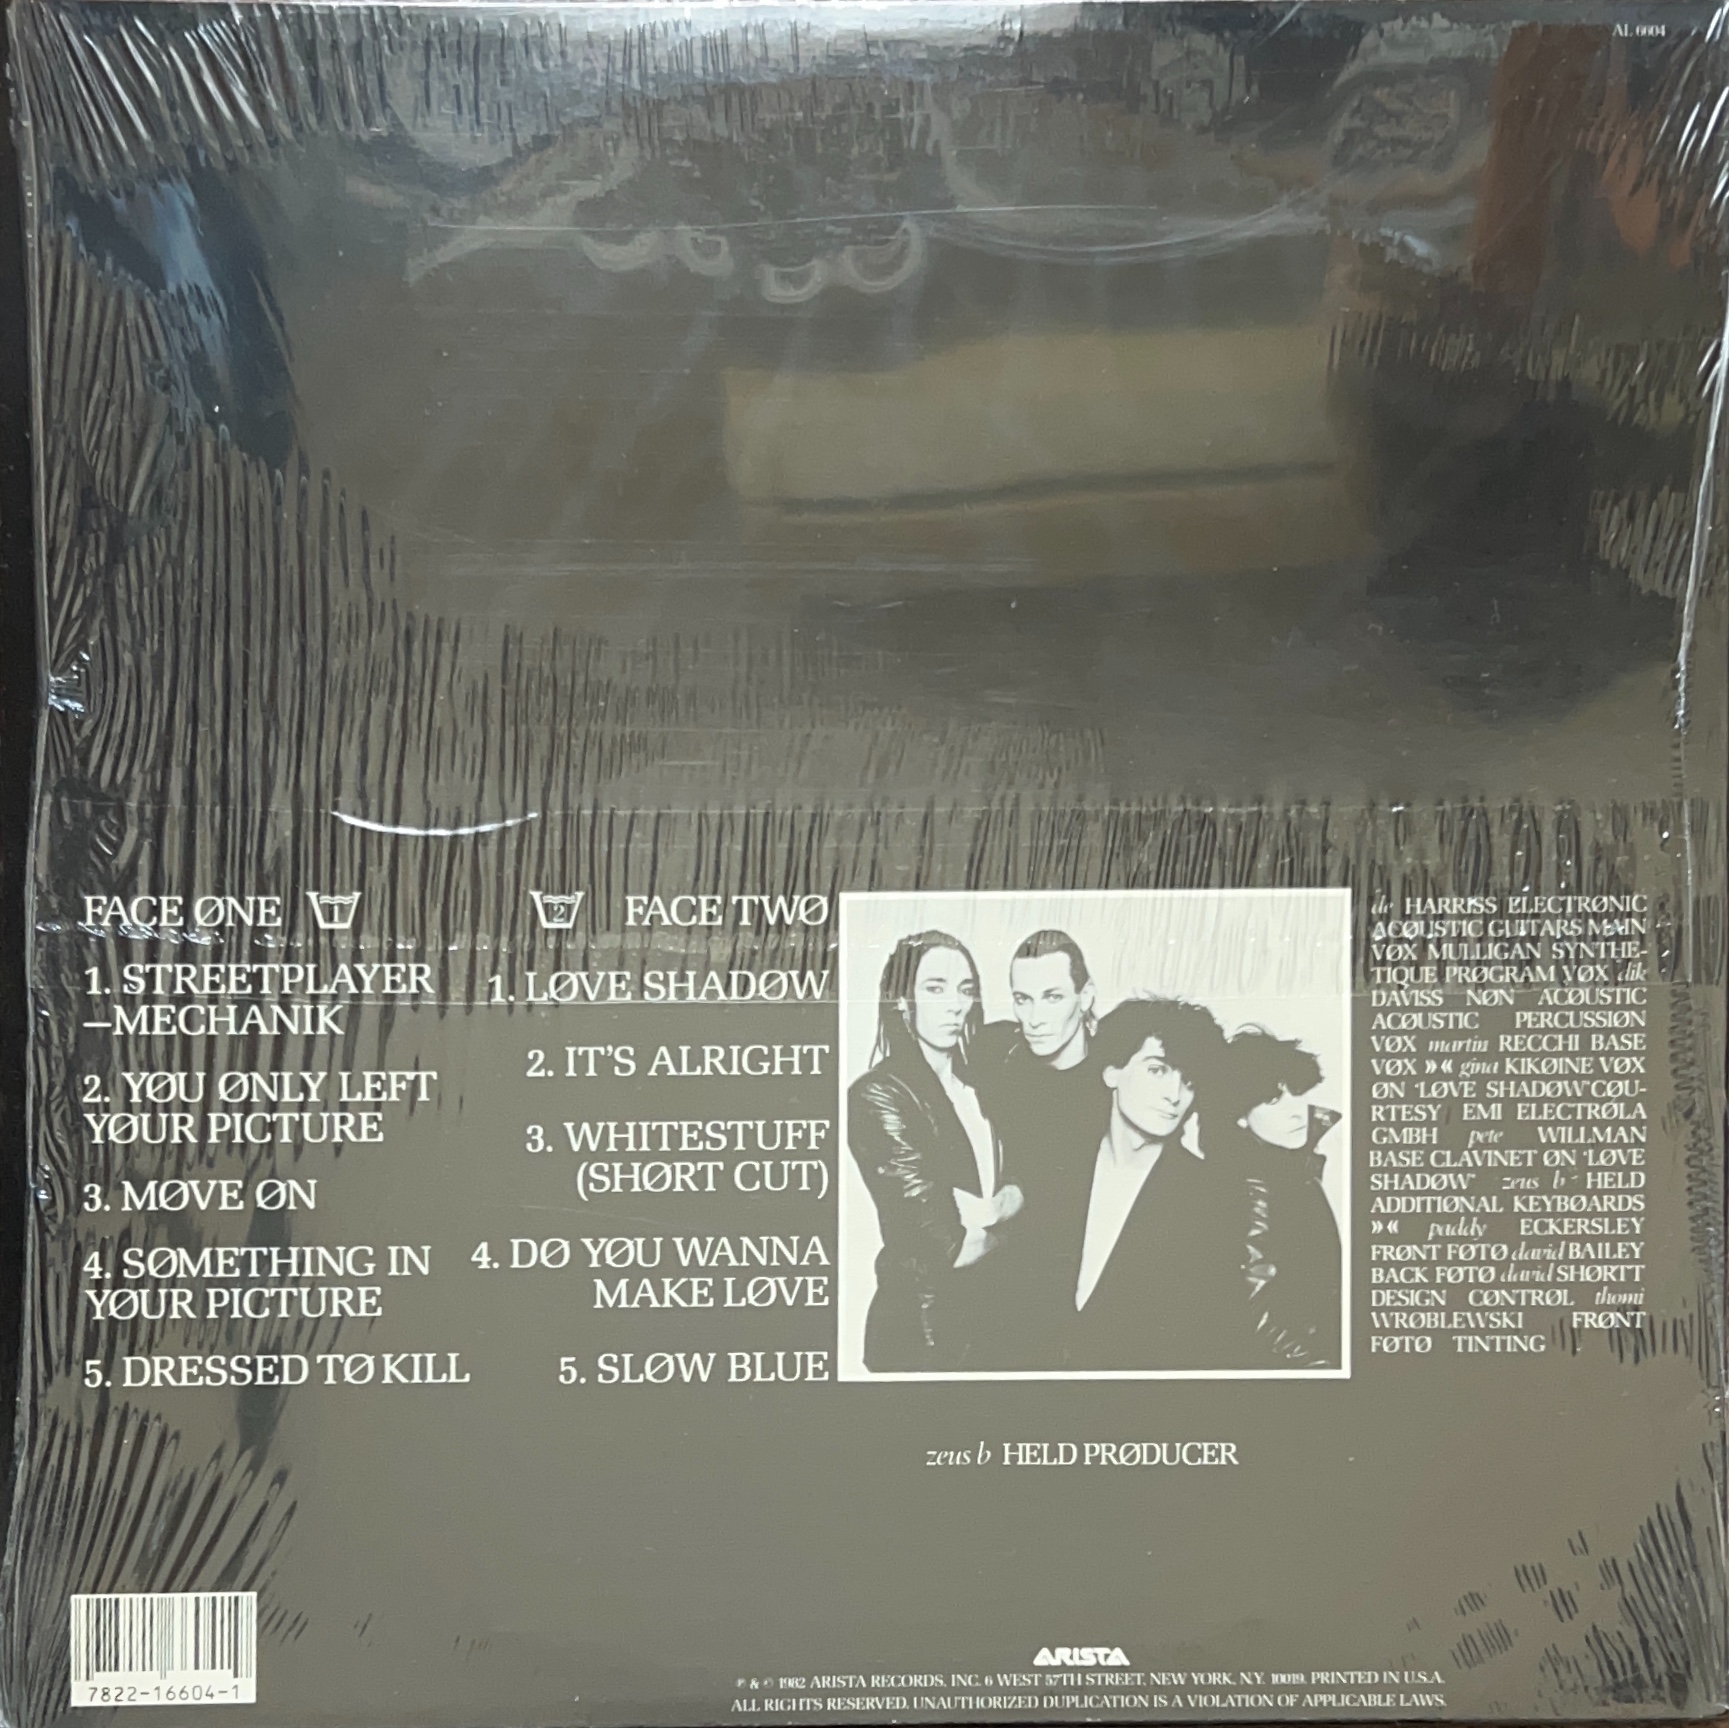 AL 6604
FACE ØNE 1
1. STREETPLAYER
–MECHANIK
2. YØU ØNLY LEFT
YØUR PICTURE
3. MØVE ØN
4. SØMETHING IN
YØUR PICTURE
5. DRESSED TØ KILL
2 FACE TWØ
1. LØVE SHADØW
2. IT'S ALRIGHT
3. WHITESTUFF
(SHØRT CUT)
4. DØ YØU WANNA
MAKE LØVE
5. SLØW BLUE
de HARRISS ELECTRØNIC
ACØUSTIC GUITARS MAIN
VØX MULLIGAN SYNTHE-
TIQUE PRØGRAM VØX dik
DAVISS NØN ACØUSTIC
ACØUSTIC PERCUSSIØN
VØX martin RECCHI BASE
VØX »« gina KIKØINE VØX
ØN 'LØVE SHADØW' CØU-
RTESY EMI ELECTRØLA
GMBH pete WILLMAN
BASE CLAVINET ØN 'LØVE
SHADØW' zeus b HELD
ADDITIØNAL KEYBØARDS
»« paddy ECKERSLEY
FRØNT FØTØ david BAILEY
BACK FØTØ david SHØRTT
DESIGN CØNTRØL thomi
WRØBLEWSKI FRØNT
FØTØ TINTING
zeus b HELD PRØDUCER
7822-16604-1
ARISTA
℗ & © 1982 ARISTA RECORDS, INC. 6 WEST 57TH STREET, NEW YORK, N.Y. 10019. PRINTED IN U.S.A.
ALL RIGHTS RESERVED. UNAUTHORIZED DUPLICATION IS A VIOLATION OF APPLICABLE LAWS.